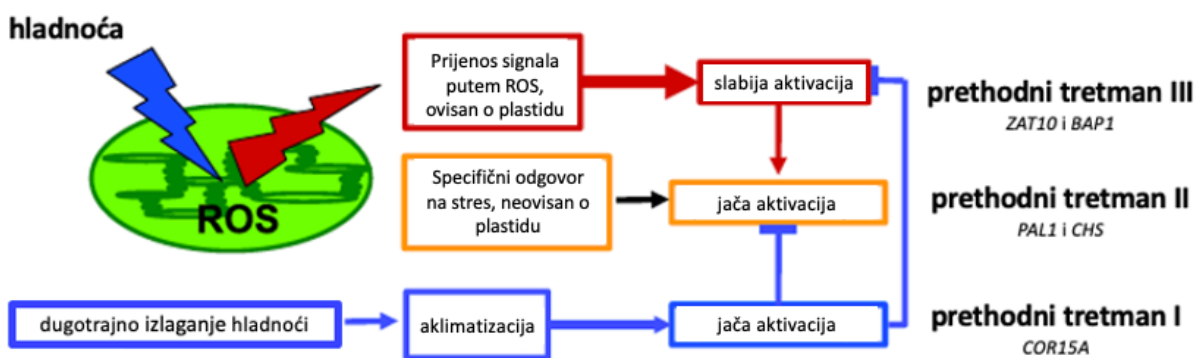 hladnoća
ROS
Prijenos signala
putem ROS,
ovisan o plastidu
slabija aktivacija
prethodni tretman III
ZAT10 i BAP1
Specifični odgovor
na stres, neovisan o
plastidu
jača aktivacija
prethodni tretman II
PAL1 i CHS
dugotrajno izlaganje hladnoći
aklimatizacija
jača aktivacija
prethodni tretman I
COR15A